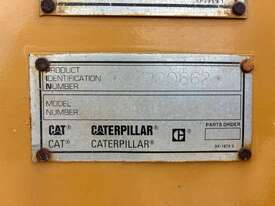 PRODUCT
IDENTIFICATION
NUMBER
MODEL
NUMBER
CAT CATERPILLAR C
PARTS ORDER
CAT CATERPILLAR